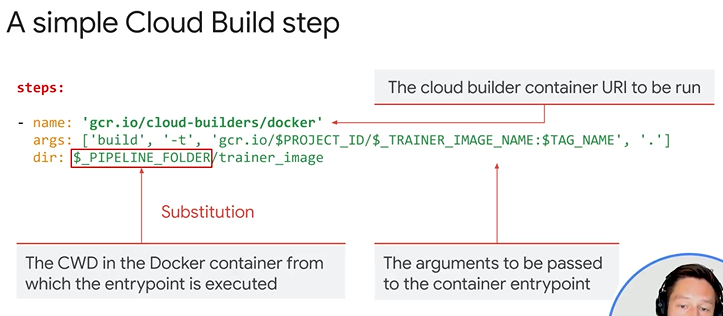 A simple Cloud Build step
steps:
The cloud builder container URI to be run
- name: 'gcr.io/cloud-builders/docker'
args: ['build', '-t', 'gcr.io/$PROJECT_ID/$_TRAINER_IMAGE_NAME:$TAG_NAME', '.']
dir: $_PIPELINE_FOLDER/trainer_image
Substitution
The CWD in the Docker container from
which the entrypoint is executed
The arguments to be passed
to the container entrypoint